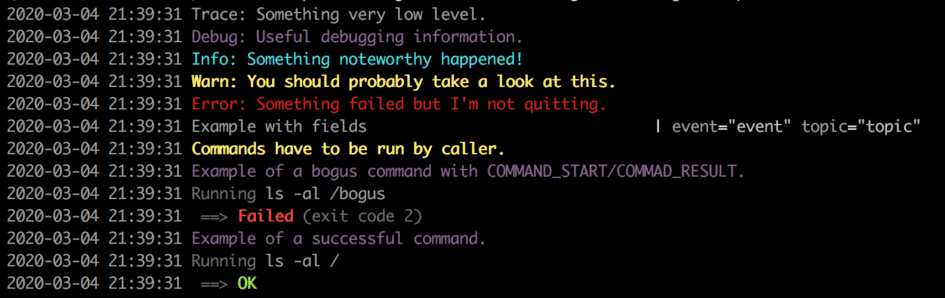 2020-03-04 21:39:31 Trace: Something very low level.
2020-03-04 21:39:31 Debug: Useful debugging information.
2020-03-04 21:39:31 Info: Something noteworthy happened!
2020-03-04 21:39:31 Warn: You should probably take a look at this.
2020-03-04 21:39:31 Error: Something failed but I'm not quitting.
2020-03-04 21:39:31 Example with fields | event="event" topic="topic"
2020-03-04 21:39:31 Commands have to be run by caller.
2020-03-04 21:39:31 Example of a bogus command with COMMAND_START/COMMAD_RESULT.
2020-03-04 21:39:31 Running ls -al /bogus
2020-03-04 21:39:31 ==> Failed (exit code 2)
2020-03-04 21:39:31 Example of a successful command.
2020-03-04 21:39:31 Running ls -al /
2020-03-04 21:39:31 ==> OK